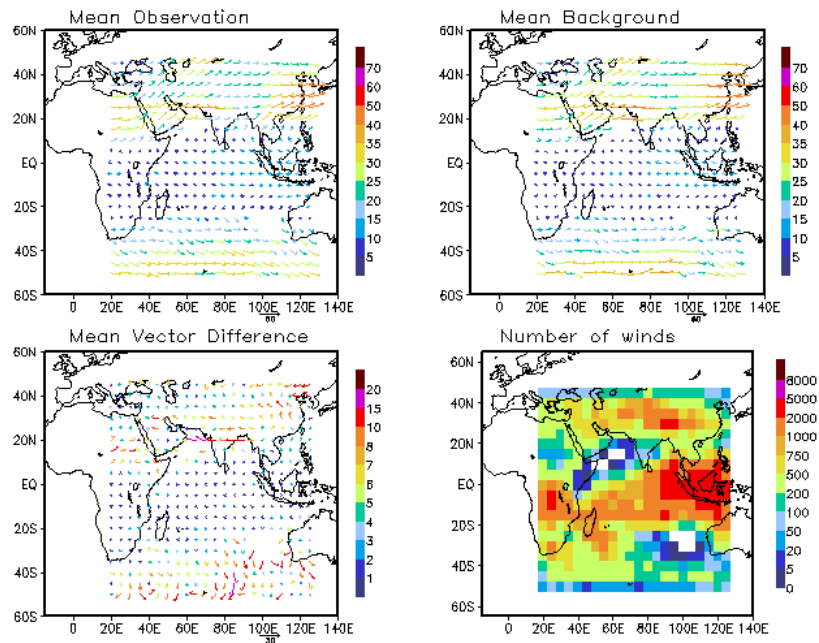 Mean Observation
60N
40N
20N
EQ
20S
40S
60S
0 20E 40E 60E 80E 100E 120E 140E
70
60
50
40
35
30
25
20
15
10
5
Mean Background
60N
40N
20N
EQ
20S
40S
60S
0 20E 40E 60E 80E 100E 120E 140E
60
70
60
50
40
35
30
25
20
15
10
5
Mean Vector Difference
60N
40N
20N
EQ
20S
40S
60S
0 20E 40E 60E 80E 100E 120E 140E
20
15
10
8
7
6
5
4
3
2
1
Number of winds
60N
40N
20N
EQ
20S
40S
60S
0 20E 40E 60E 80E 100E 120E 140E
5000
2000
1000
750
500
200
100
50
20
5
0